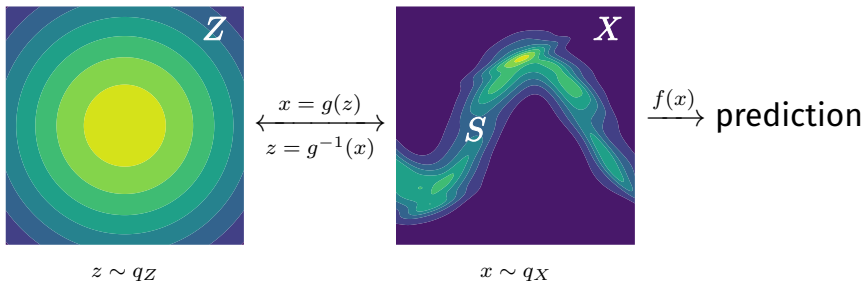 Z
x = g(z)
z = g⁻¹(x)
X
S
f(x)
prediction
z ∼ q_Z
x ∼ q_X